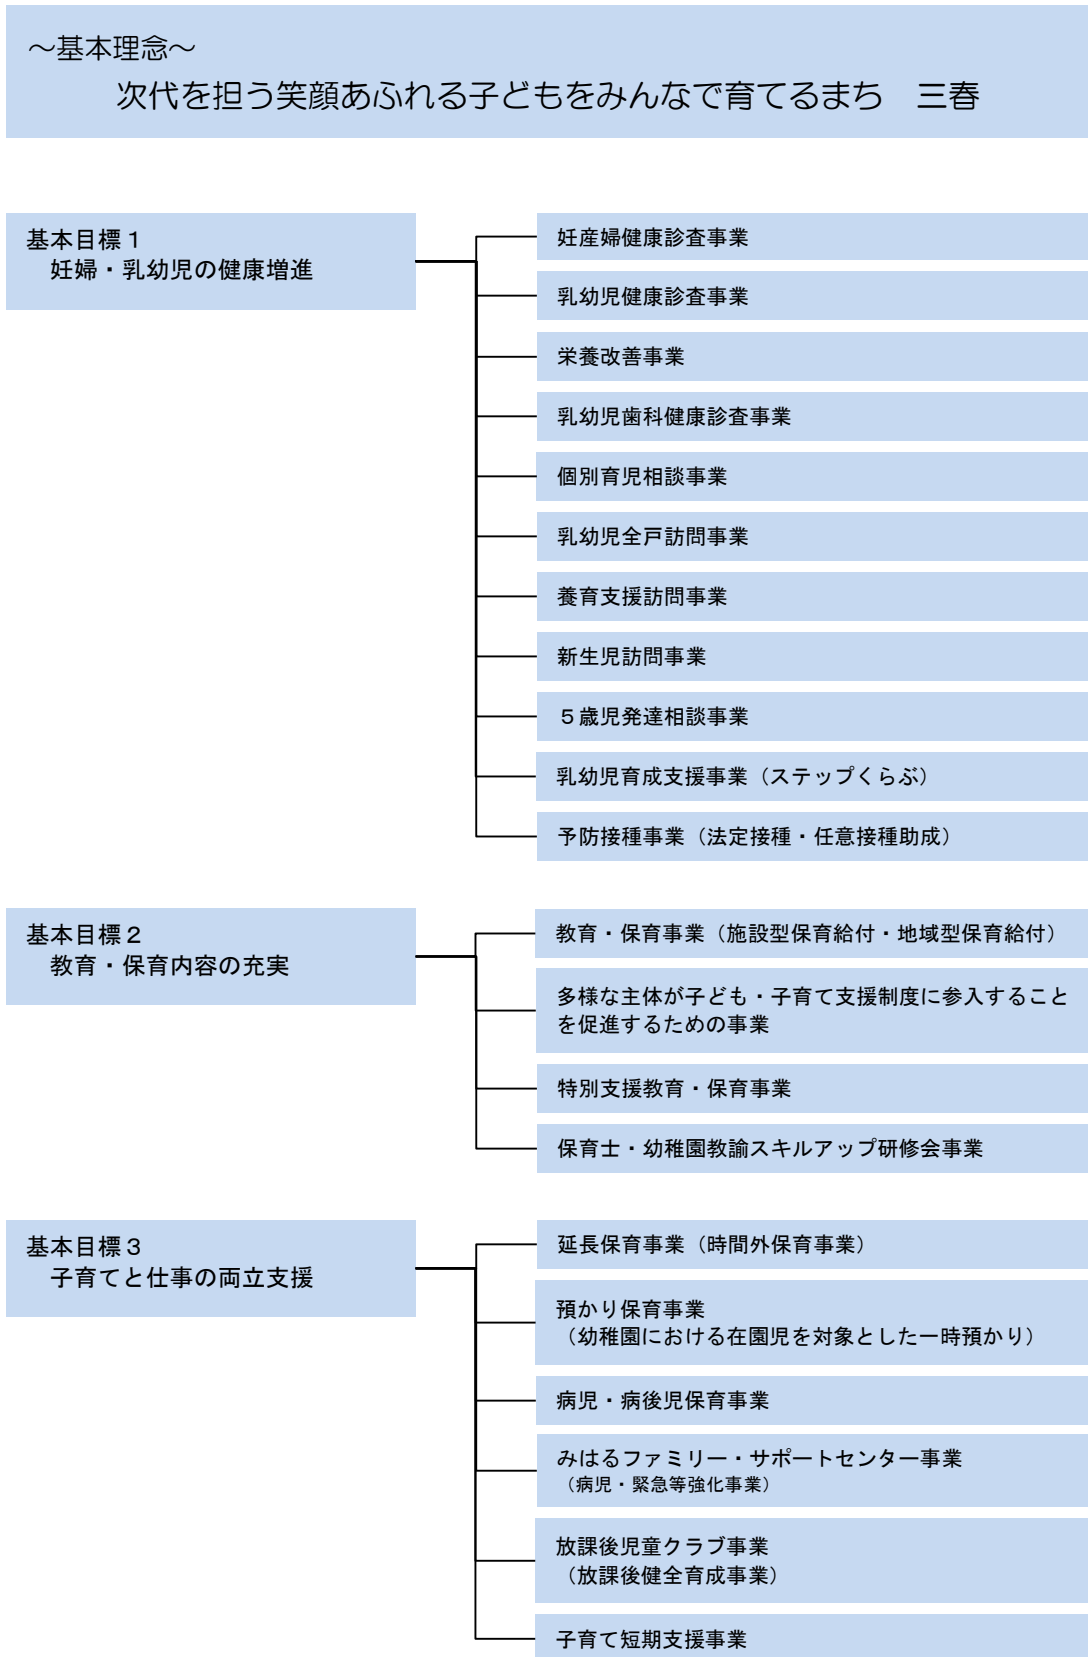 ～基本理念～
次代を担う笑顔あふれる子どもをみんなで育てるまち　三春
基本目標１
妊婦・乳幼児の健康増進
妊産婦健康診査事業
乳幼児健康診査事業
栄養改善事業
乳幼児歯科健康診査事業
個別育児相談事業
乳幼児全戸訪問事業
養育支援訪問事業
新生児訪問事業
５歳児発達相談事業
乳幼児育成支援事業（ステップくらぶ）
予防接種事業（法定接種・任意接種助成）
基本目標２
教育・保育内容の充実
教育・保育事業（施設型保育給付・地域型保育給付）
多様な主体が子ども・子育て支援制度に参入すること
を促進するための事業
特別支援教育・保育事業
保育士・幼稚園教諭スキルアップ研修会事業
基本目標３
子育てと仕事の両立支援
延長保育事業（時間外保育事業）
預かり保育事業
（幼稚園における在園児を対象とした一時預かり）
病児・病後児保育事業
みはるファミリー・サポートセンター事業
（病児・緊急等強化事業）
放課後児童クラブ事業
（放課後健全育成事業）
子育て短期支援事業